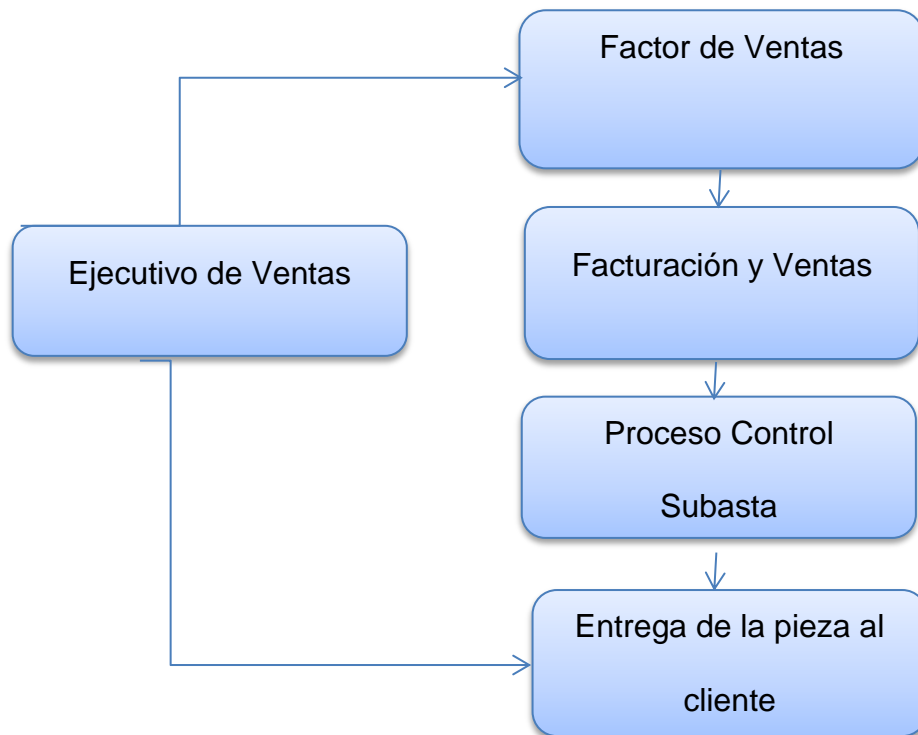 Factor de Ventas
Ejecutivo de Ventas
Facturación y Ventas
Proceso Control
Subasta
Entrega de la pieza al
cliente